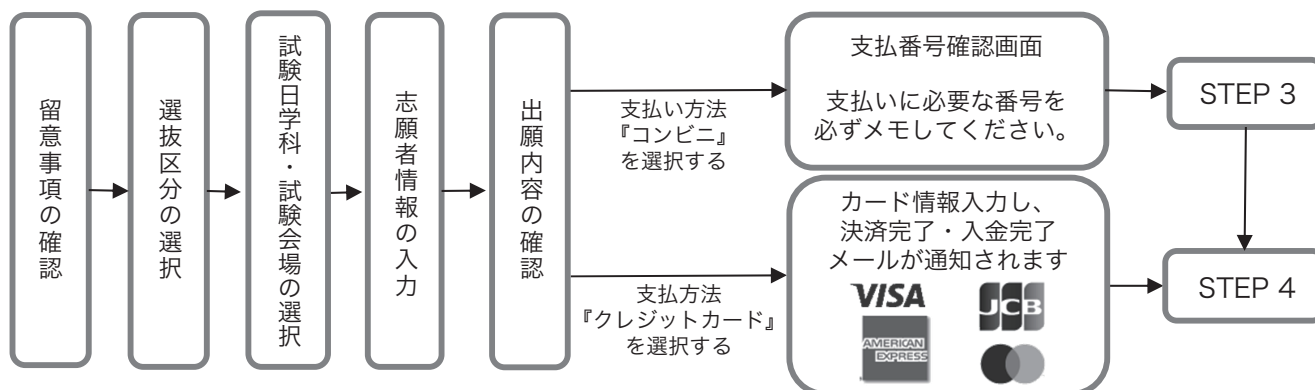 留意事項の確認
選抜区分の選択
試験日学科・試験会場の選択
志願者情報の入力
出願内容の確認
支払い方法
『コンビニ』
を選択する
支払番号確認画面
支払いに必要な番号を
必ずメモしてください。
STEP 3
支払方法
『クレジットカード』
を選択する
カード情報入力し、
決済完了・入金完了
メールが通知されます
VISA
JCB
AMERICAN
EXPRESS
STEP 4